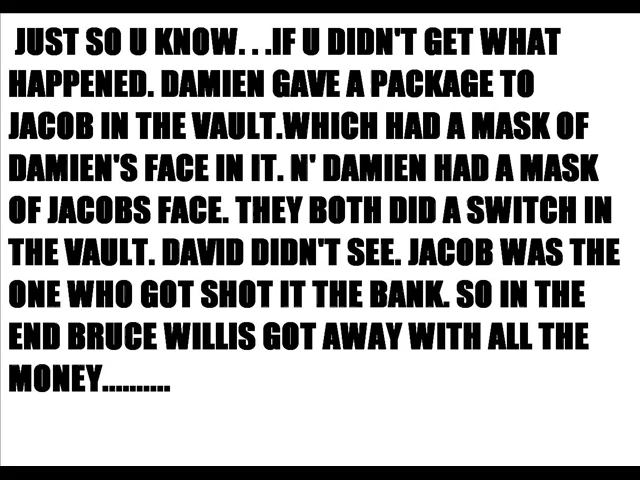 JUST SO U KNOW. . .IF U DIDN'T GET WHAT
HAPPENED. DAMIEN GAVE A PACKAGE TO
JACOB IN THE VAULT.WHICH HAD A MASK OF
DAMIEN'S FACE IN IT. N' DAMIEN HAD A MASK
OF JACOBS FACE. THEY BOTH DID A SWITCH IN
THE VAULT. DAVID DIDN'T SEE. JACOB WAS THE
ONE WHO GOT SHOT IT THE BANK. SO IN THE
END BRUCE WILLIS GOT AWAY WITH ALL THE
MONEY..........